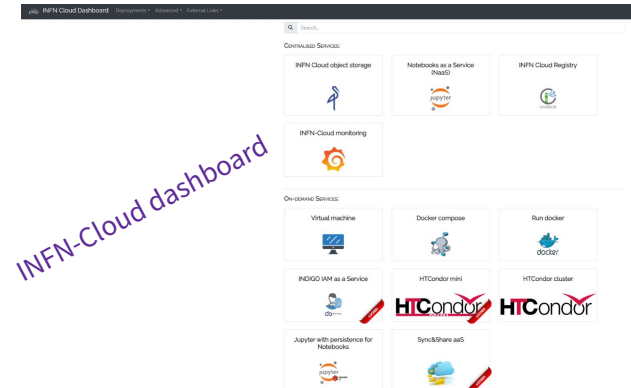 INFN Cloud Dashboard Deployments Advanced External Links
Search...
CENTRALISED SERVICES:
INFN Cloud object storage
Notebooks as a Service
(NaaS)
INFN Cloud Registry
jupyter
INFN-Cloud monitoring
INFN-Cloud dashboard
ON-DEMAND SERVICES:
Virtual machine
Docker compose
Run docker
docker
INDIGO IAM as a Service
HTCondor mini
HTCondor cluster
HTCondor
HTCondor
Jupyter with persistence for
Notebooks
Sync&Share aaS
jupyter